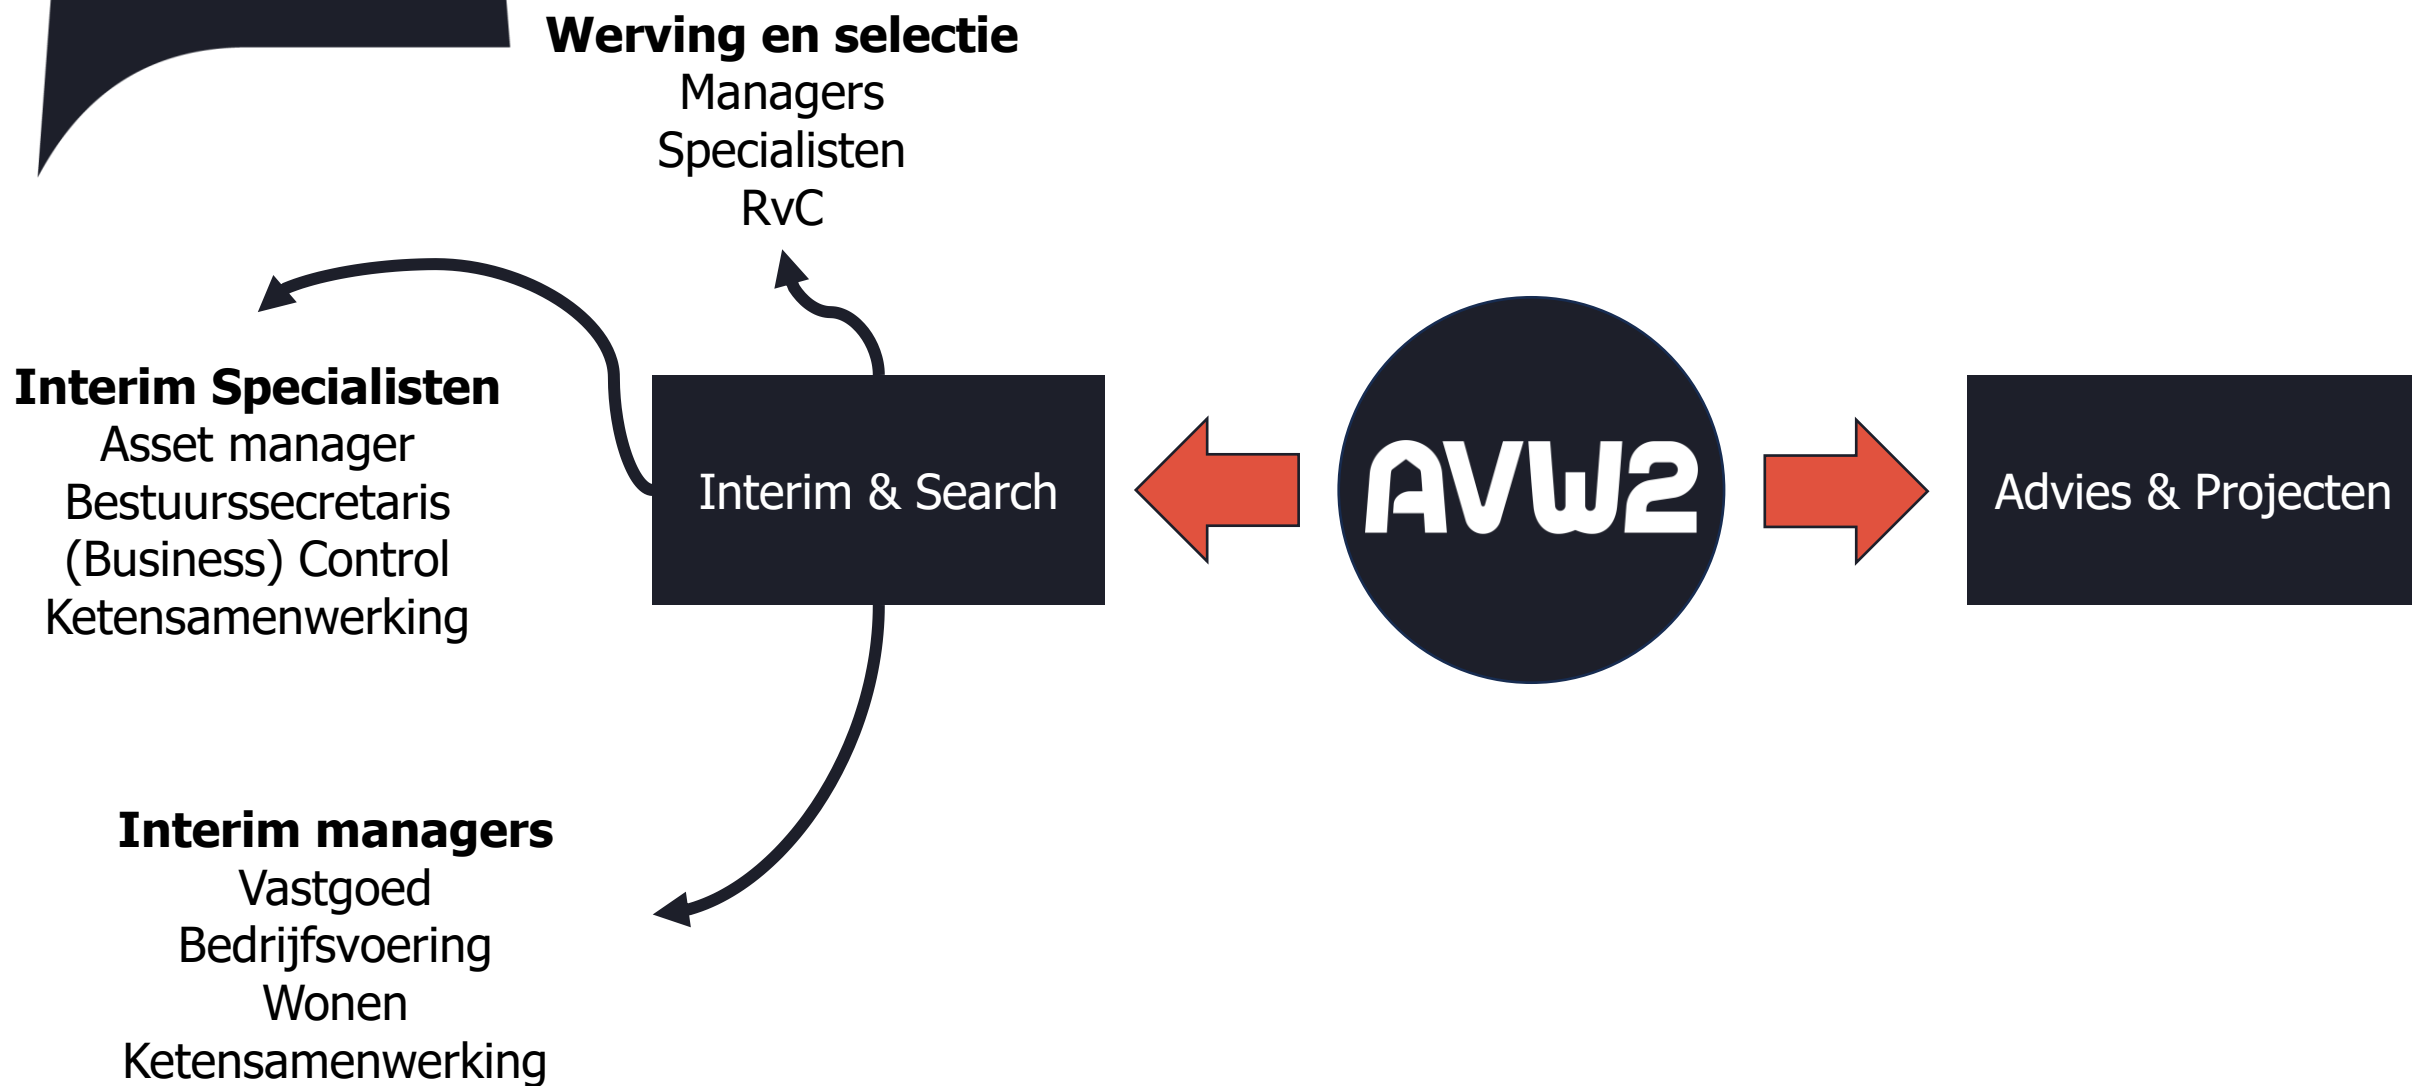 Werving en selectie
Managers
Specialisten
RvC
Interim Specialisten
Asset manager
Bestuurssecretaris
(Business) Control
Ketensamenwerking
Interim & Search
AVW2
Advies & Projecten
Interim managers
Vastgoed
Bedrijfsvoering
Wonen
Ketensamenwerking